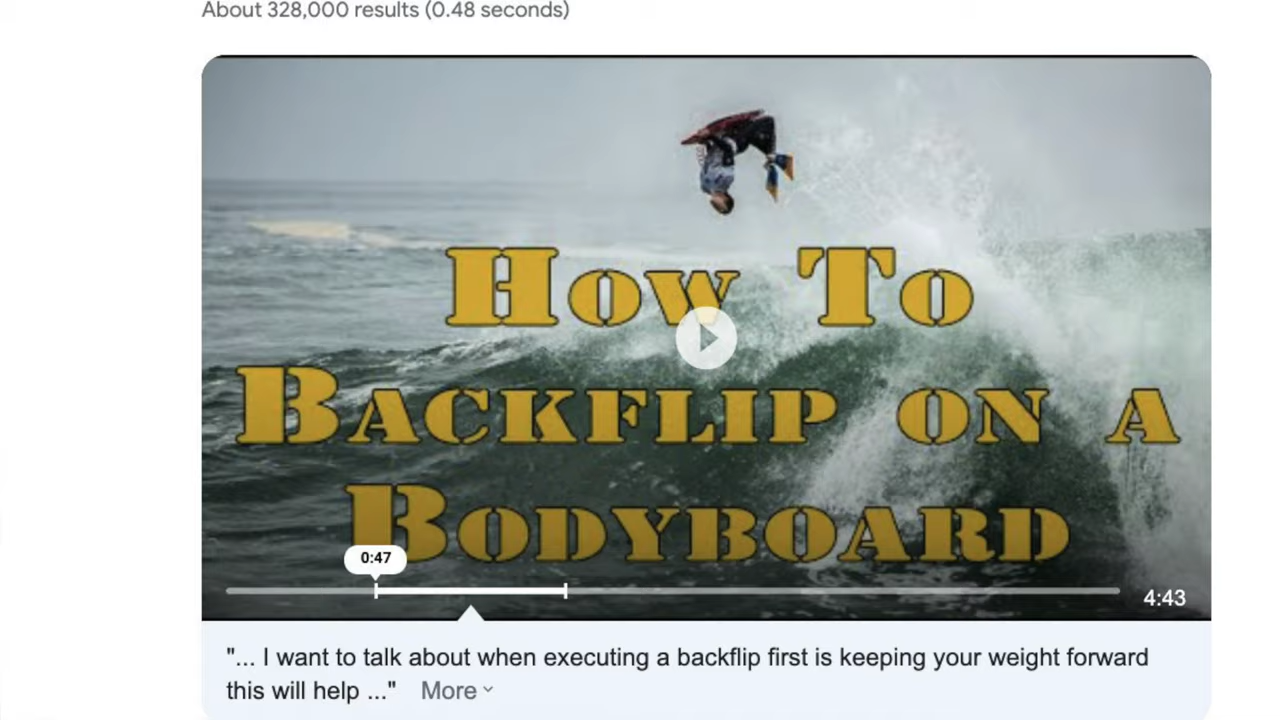 About 328,000 results (0.48 seconds)
How To
Backflip on a
Bodyboard
0:47
4:43
"... I want to talk about when executing a backflip first is keeping your weight forward
this will help ..." More